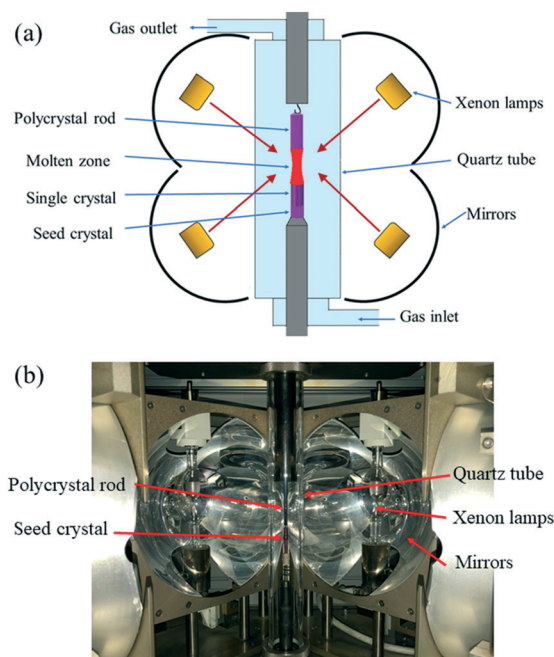 (a)
Gas outlet
Xenon lamps
Polycrystal rod
Molten zone
Quartz tube
Single crystal
Mirrors
Seed crystal
Gas inlet
(b)
Quartz tube
Polycrystal rod
Xenon lamps
Seed crystal
Mirrors